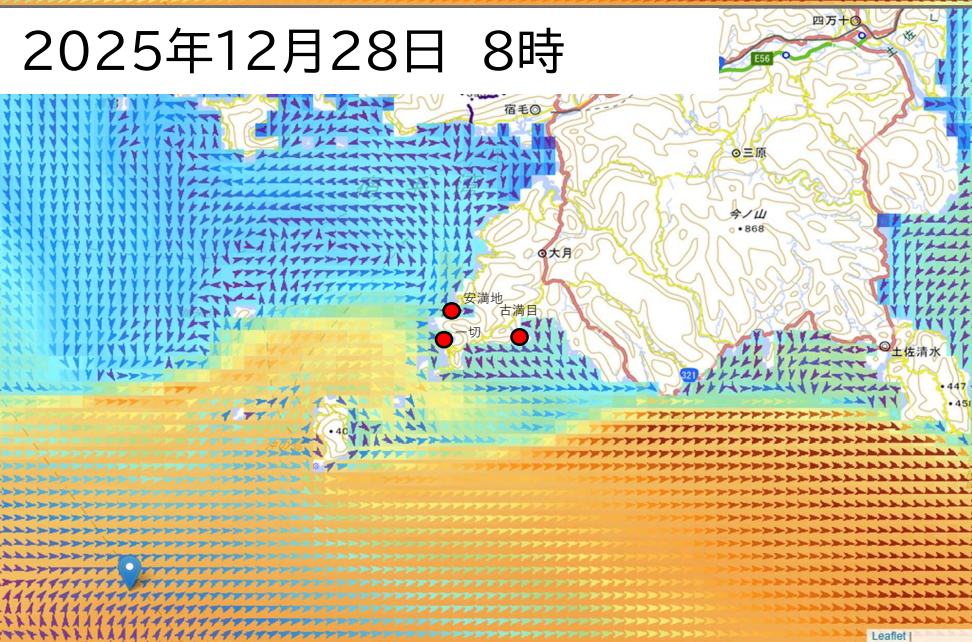 2025年12月28日 8時
四万十
土佐
E56
宿毛
三原
今ノ山
•868
大月
安満地
古満目
一切
土佐清水
321
•447
•40
Leaflet |